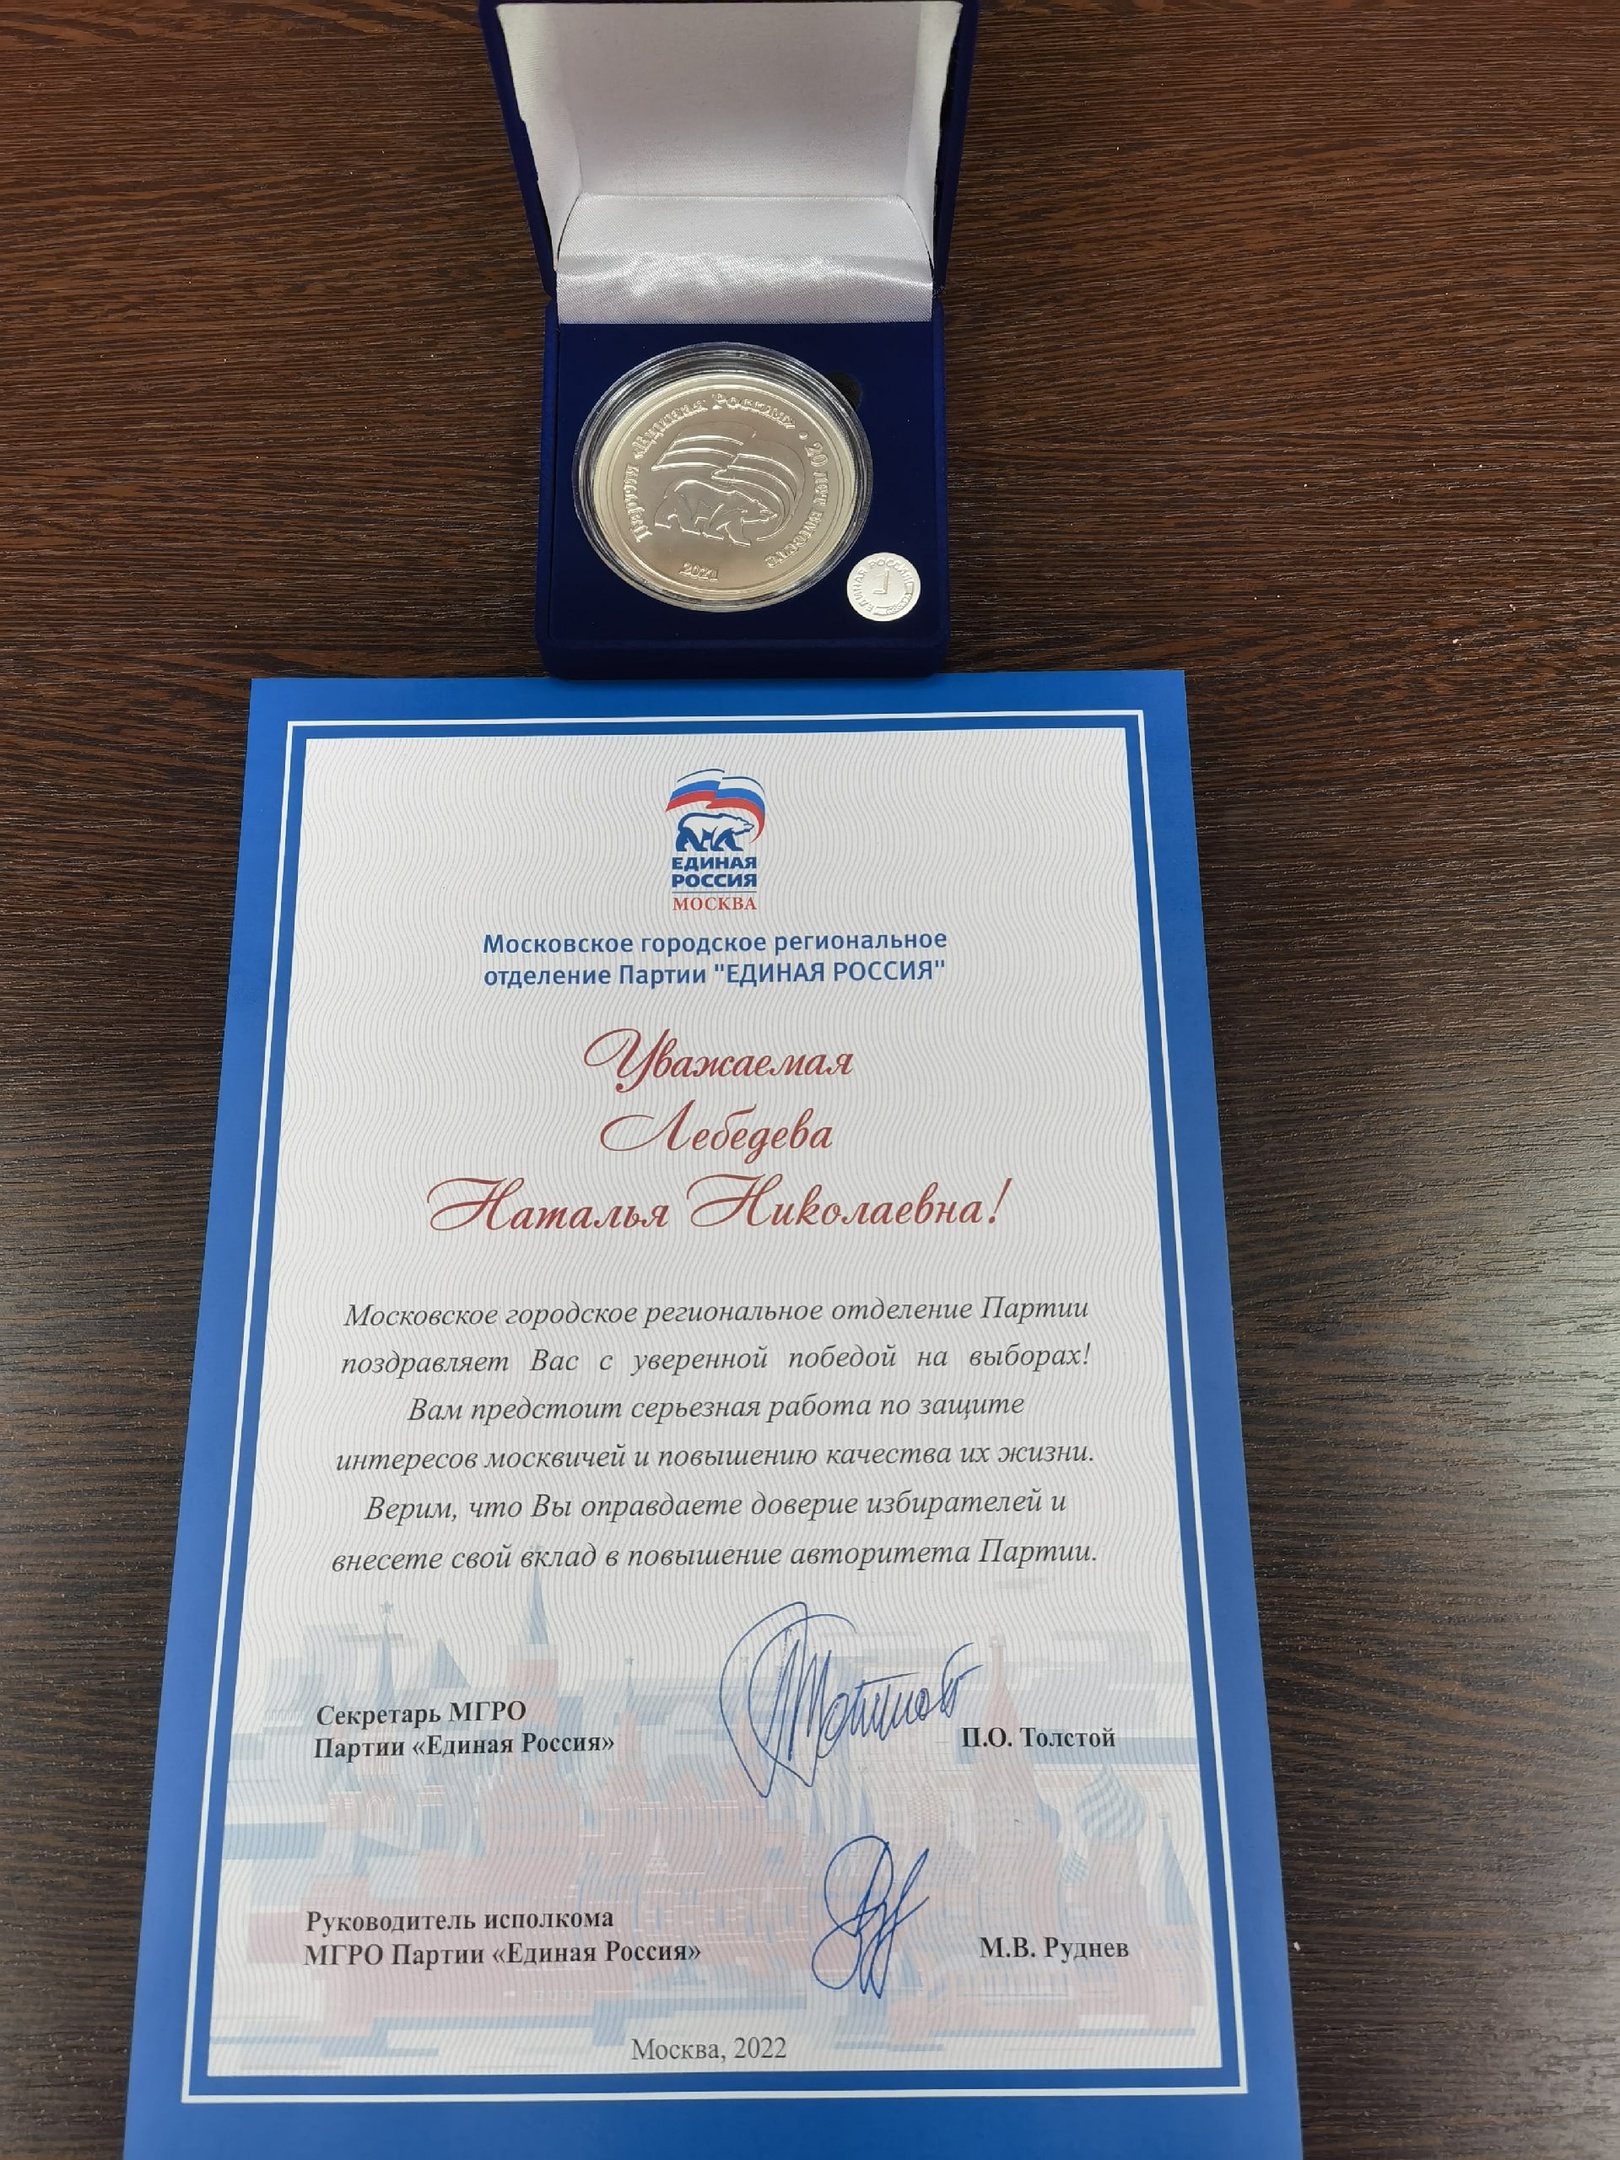 Партия «Единая Россия» • 20 лет вместе
2021
ЕДИНАЯ РОССИЯ
ЕДИНАЯ
РОССИЯ
МОСКВА
Московское городское региональное
отделение Партии "ЕДИНАЯ РОССИЯ"
Уважаемая
Лебедева
Наталья Николаевна!
Московское городское региональное отделение Партии
поздравляет Вас с уверенной победой на выборах!
Вам предстоит серьезная работа по защите
интересов москвичей и повышению качества их жизни.
Верим, что Вы оправдаете доверие избирателей и
внесете свой вклад в повышение авторитета Партии.
Секретарь МГРО
Партии «Единая Россия»
П.О. Толстой
Руководитель исполкома
МГРО Партии «Единая Россия»
М.В. Руднев
Москва, 2022